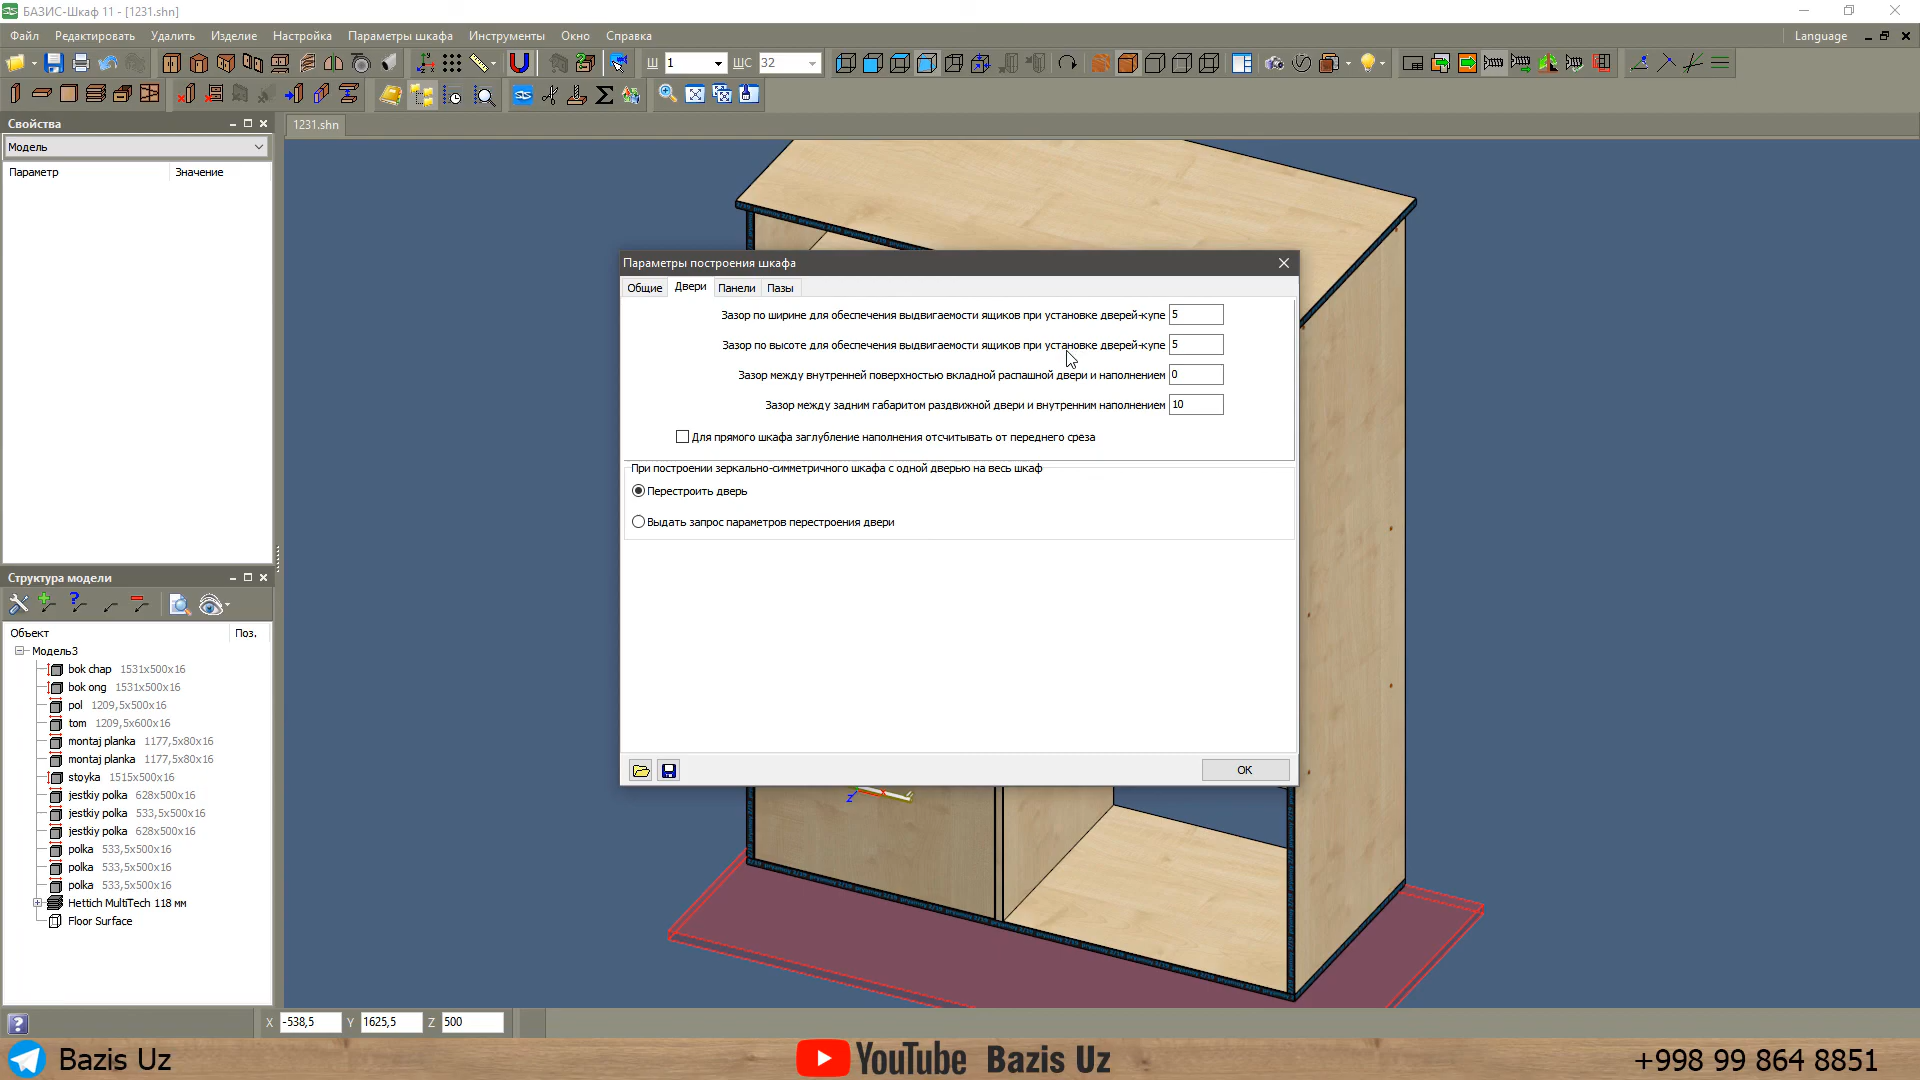 БАЗИС-Шкаф 11 - [1231.shn]
Файл Редактировать Удалить Изделие Настройка Параметры шкафа Инструменты Окно Справка Language
Ш 1 ШС 32
Свойства
1231.shn
Модель
Параметр Значение
Параметры построения шкафа
Общие Двери Панели Пазы
Зазор по ширине для обеспечения выдвигаемости ящиков при установке дверей-купе 5
Зазор по высоте для обеспечения выдвигаемости ящиков при установке дверей-купе 5
Зазор между внутренней поверхностью вкладной распашной двери и наполнением 0
Зазор между задним габаритом раздвижной двери и внутренним наполнением 10
Для прямого шкафа заглубление наполнения отсчитывать от переднего среза
При построении зеркально-симметричного шкафа с одной дверью на весь шкаф
Перестроить дверь
Выдать запрос параметров перестроения двери
OK
Структура модели
Объект Поз.
Модель3
bok chap 1531x500x16
bok ong 1531x500x16
pol 1209,5x500x16
tom 1209,5x600x16
montaj planka 1177,5x80x16
montaj planka 1177,5x80x16
stoyka 1515x500x16
jestkiy polka 628x500x16
jestkiy polka 533,5x500x16
jestkiy polka 628x500x16
polka 533,5x500x16
polka 533,5x500x16
polka 533,5x500x16
Hettich MultiTech 118 мм
Floor Surface
Z
X -538,5 Y 1625,5 Z 500
Bazis Uz
YouTube Bazis Uz
+998 99 864 8851